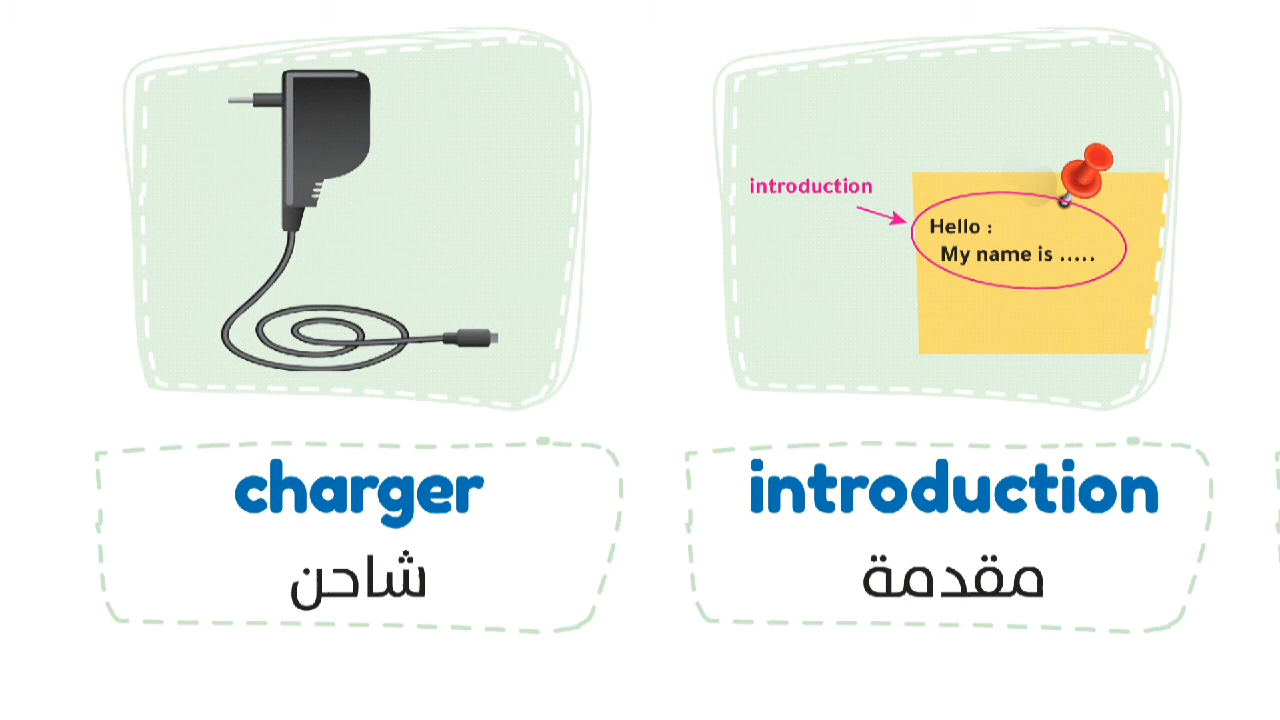 introduction
Hello :
My name is .....
charger
شاحن
introduction
مقدمة